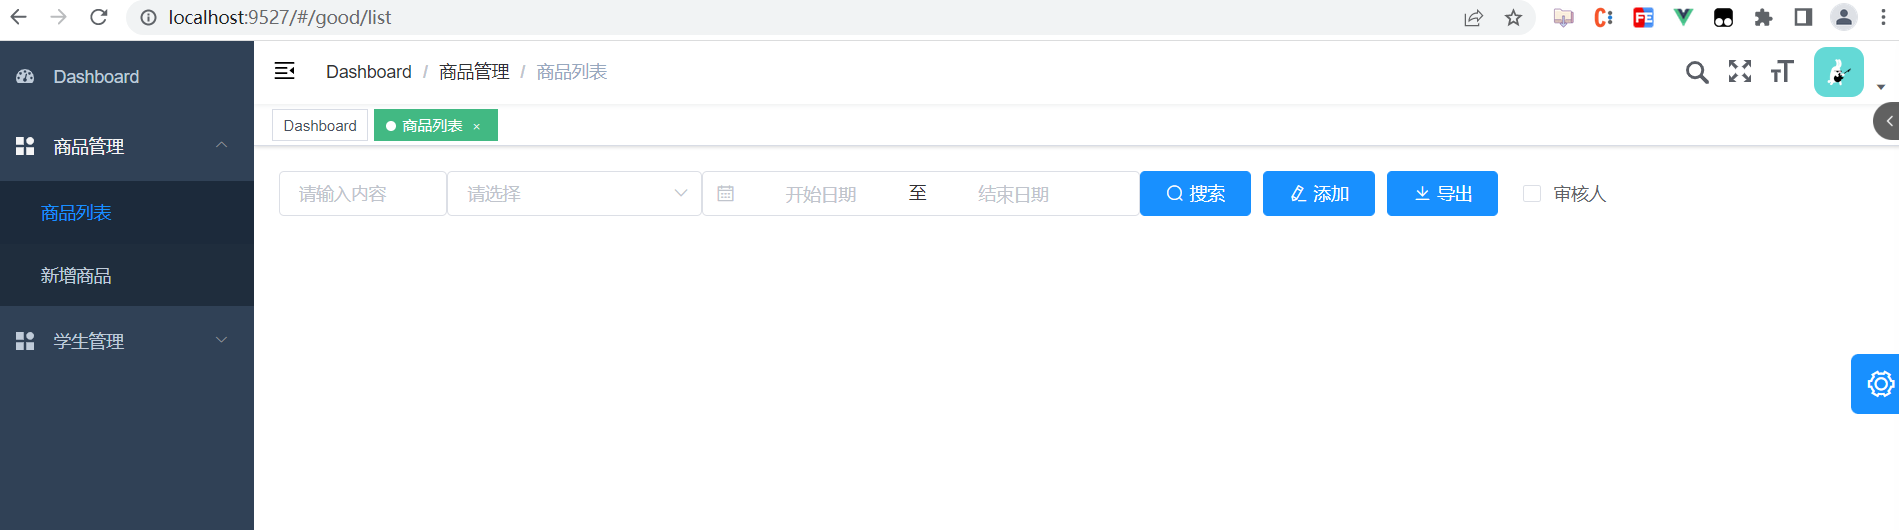 localhost:9527/#/good/list
Dashboard
商品管理
商品列表
新增商品
学生管理
Dashboard / 商品管理 / 商品列表
Dashboard 商品列表 ×
请输入内容 请选择 开始日期 至 结束日期 搜索 添加 导出 审核人